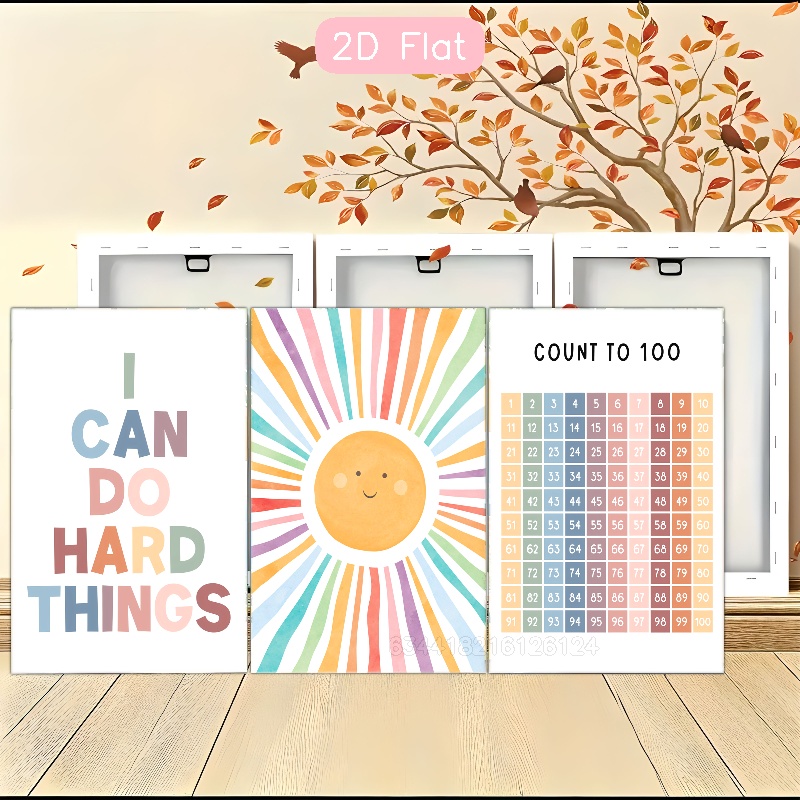 2D Flat
I
CAN
DO
HARD
THINGS
COUNT TO 100
1 2 3 4 5 6 7 8 9 10
11 12 13 14 15 16 17 18 19 20
21 22 23 24 25 26 27 28 29 30
31 32 33 34 35 36 37 38 39 40
41 42 43 44 45 46 47 48 49 50
51 52 53 54 55 56 57 58 59 60
61 62 63 64 65 66 67 68 69 70
71 72 73 74 75 76 77 78 79 80
81 82 83 84 85 86 87 88 89 90
91 92 93 94 95 96 97 98 99 100
634418216126124